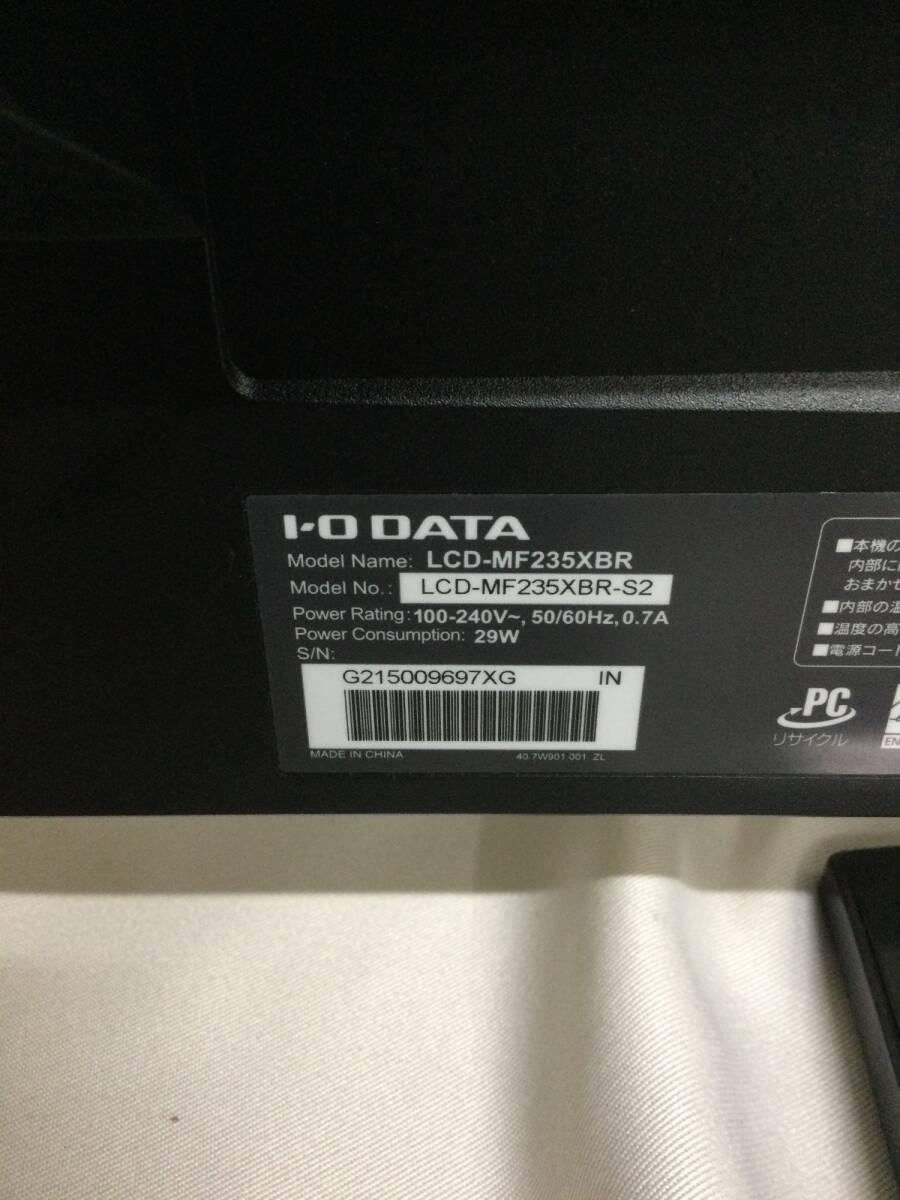 I-O DATA
Model Name: LCD-MF235XBR
Model No.: LCD-MF235XBR-S2
Power Rating: 100-240V~, 50/60Hz, 0.7A
Power Consumption: 29W
S/N:
G215009697XG IN
MADE IN CHINA 40.7W901.001 ZL
■本機の
内部に
おまかせ
■内部の温
■温度の高
■電源コード
PC
リサイクル
EN